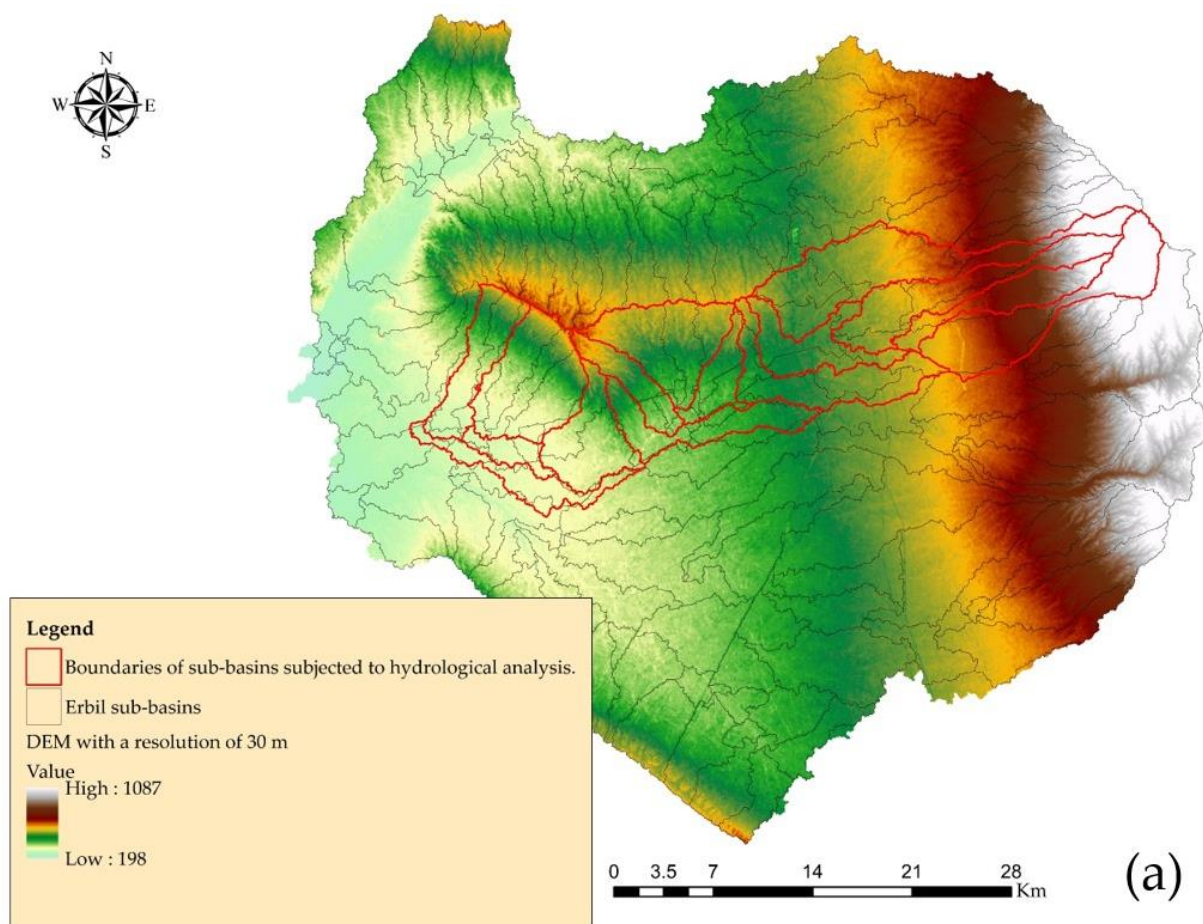 N
W E
S
Legend
Boundaries of sub-basins subjected to hydrological analysis.
Erbil sub-basins
DEM with a resolution of 30 m
Value
High : 1087
Low : 198
0 3.5 7 14 21 28
Km
(a)